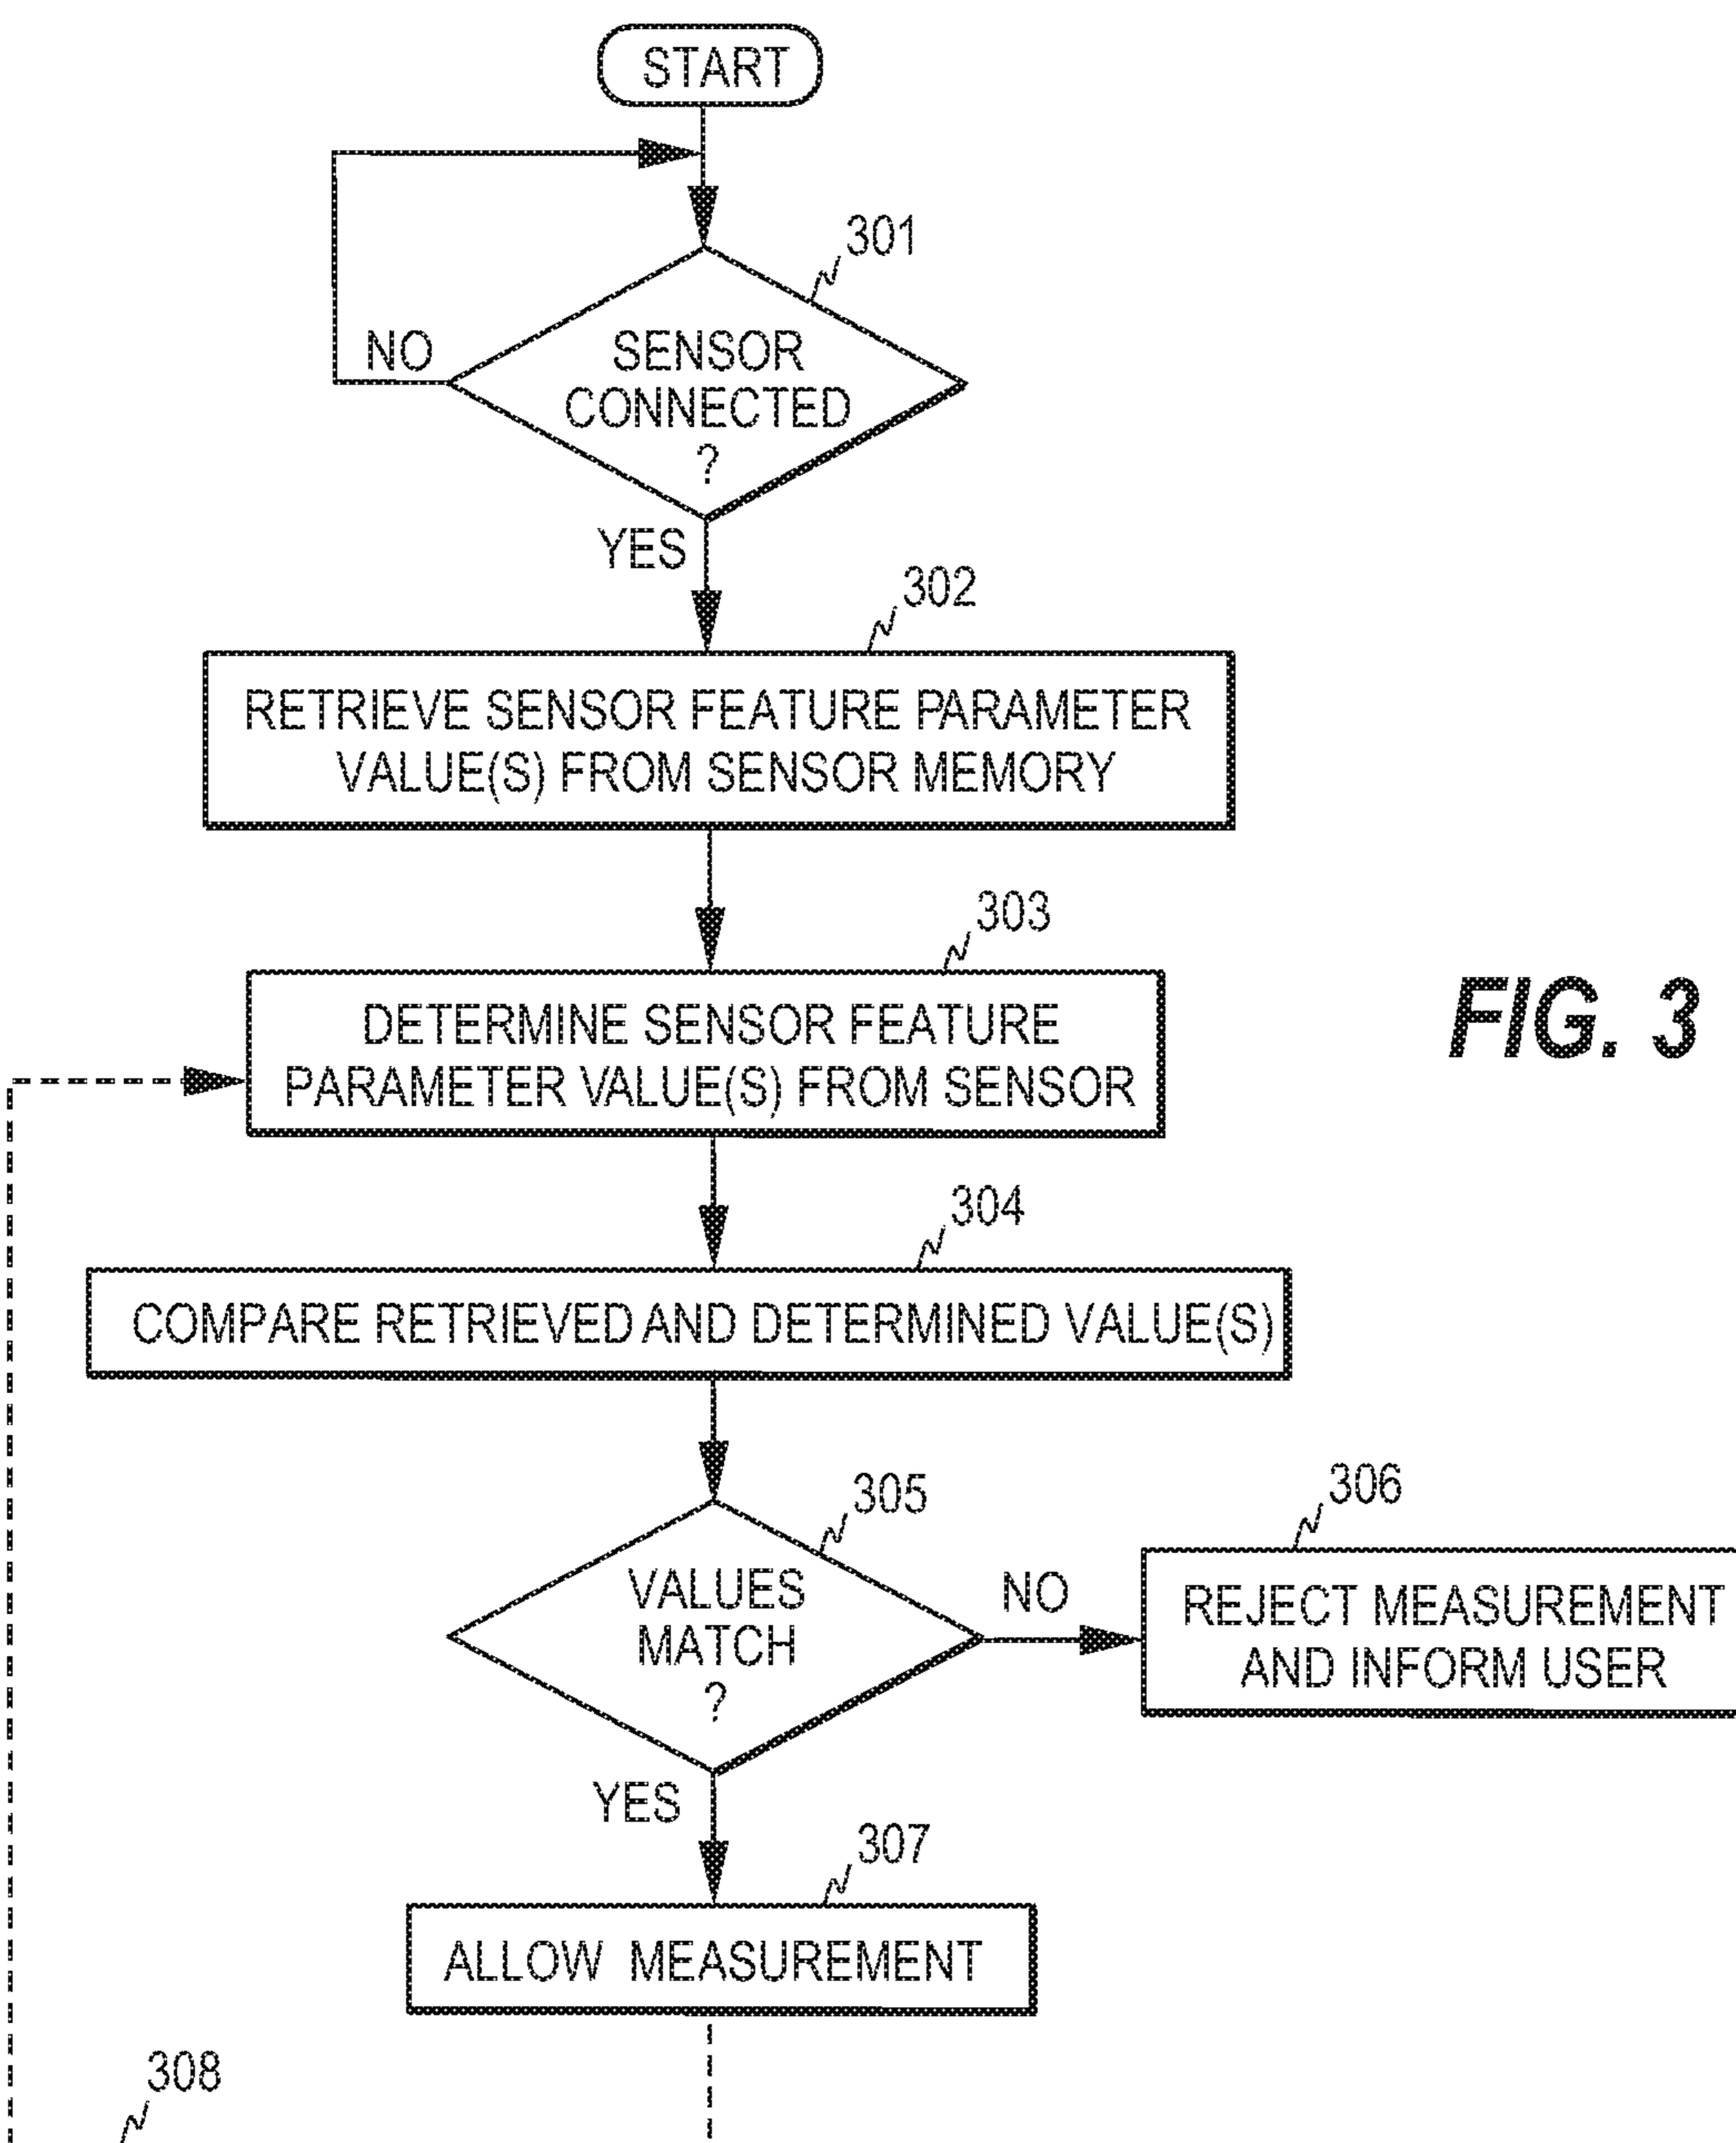 START
301
NO
SENSOR
CONNECTED
?
YES
302
RETRIEVE SENSOR FEATURE PARAMETER
VALUE(S) FROM SENSOR MEMORY
303
DETERMINE SENSOR FEATURE
PARAMETER VALUE(S) FROM SENSOR
FIG. 3
304
COMPARE RETRIEVED AND DETERMINED VALUE(S)
305
VALUES
MATCH
?
NO
306
REJECT MEASUREMENT
AND INFORM USER
YES
307
ALLOW MEASUREMENT
308